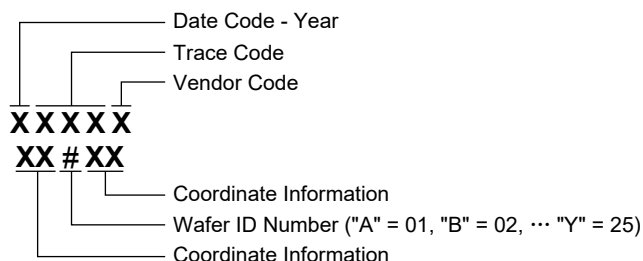 Date Code - Year
Trace Code
Vendor Code
XXXXX
XX # XX
Coordinate Information
Wafer ID Number ("A" = 01, "B" = 02, ⋯ "Y" = 25)
Coordinate Information